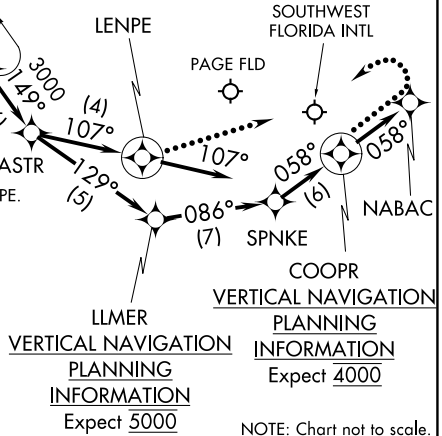 LENPE
SOUTHWEST
FLORIDA INTL
PAGE FLD
3000
149°
(4)
107°
107°
ASTR
129°
(5)
PE.
086°
(7)
058°
(6)
058°
SPNKE
NABAC
COOPR
VERTICAL NAVIGATION
PLANNING
INFORMATION
Expect 4000
LLMER
VERTICAL NAVIGATION
PLANNING
INFORMATION
Expect 5000
NOTE: Chart not to scale.